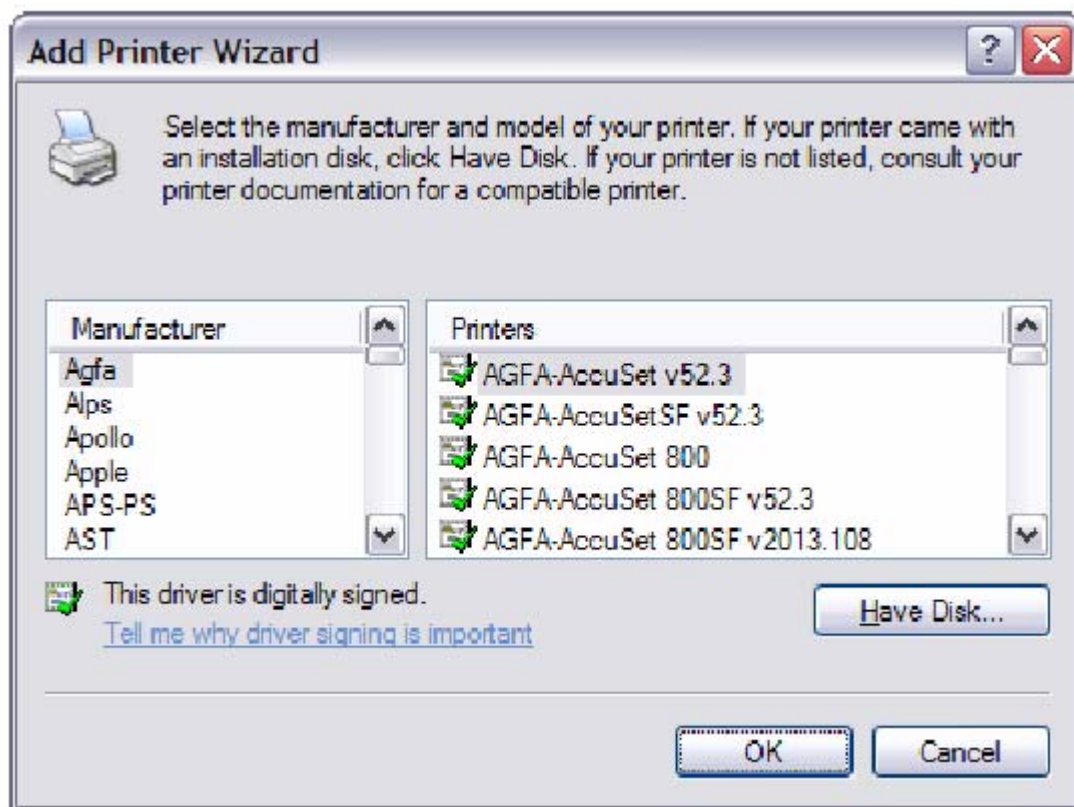 Add Printer Wizard
?
Select the manufacturer and model of your printer. If your printer came with
an installation disk, click Have Disk. If your printer is not listed, consult your
printer documentation for a compatible printer.
Manufacturer
Agfa
Alps
Apollo
Apple
APS-PS
AST
Printers
AGFA-AccuSet v52.3
AGFA-AccuSetSF v52.3
AGFA-AccuSet 800
AGFA-AccuSet 800SF v52.3
AGFA-AccuSet 800SF v2013.108
This driver is digitally signed.
Tell me why driver signing is important
Have Disk...
OK
Cancel